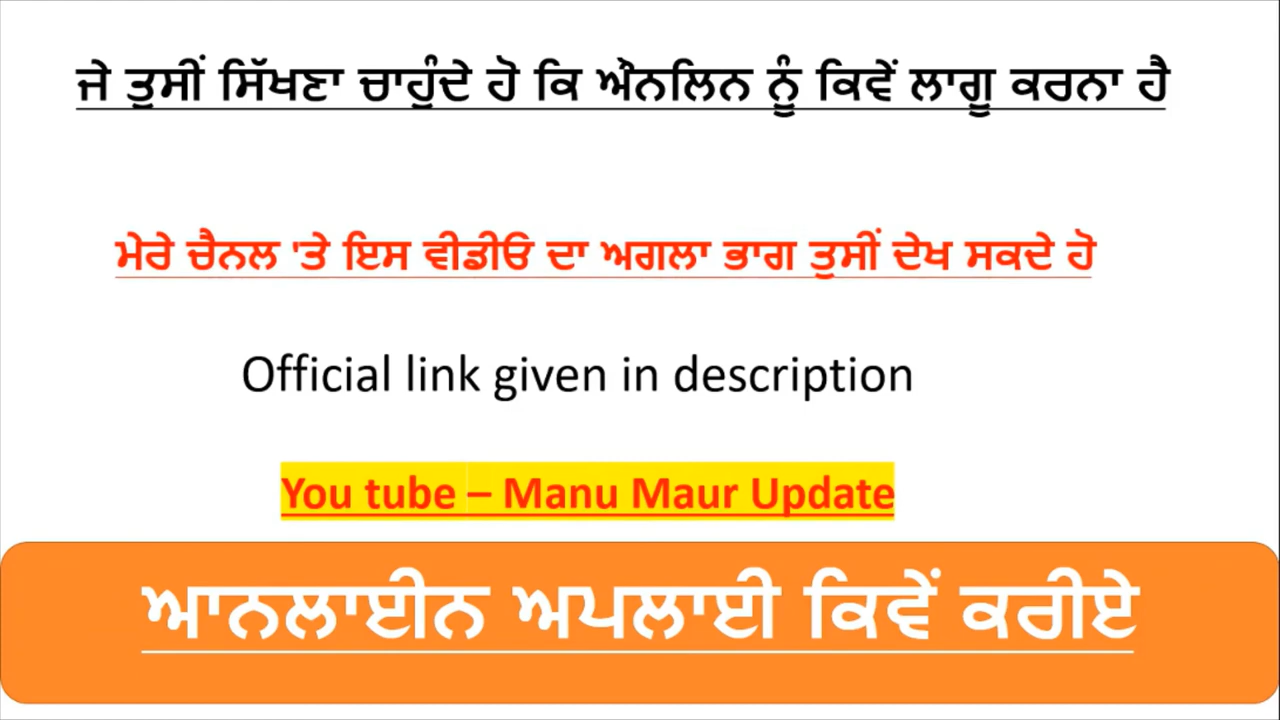 ਜੇ ਤੁਸੀਂ ਸਿੱਖਣਾ ਚਾਹੁੰਦੇ ਹੋ ਕਿ ਔਨਲਿਨ ਨੂੰ ਕਿਵੇਂ ਲਾਗੂ ਕਰਨਾ ਹੈ
ਮੇਰੇ ਚੈਨਲ 'ਤੇ ਇਸ ਵੀਡੀਓ ਦਾ ਅਗਲਾ ਭਾਗ ਤੁਸੀਂ ਦੇਖ ਸਕਦੇ ਹੋ
Official link given in description
You tube – Manu Maur Update
ਆਨਲਾਈਨ ਅਪਲਾਈ ਕਿਵੇਂ ਕਰੀਏ